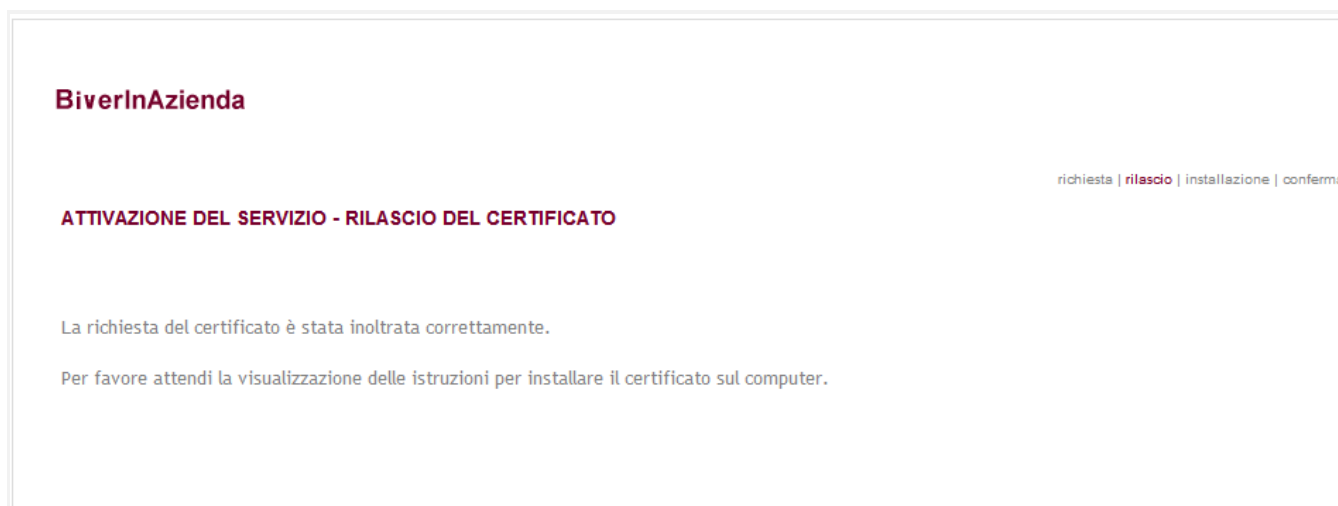 BiverInAzienda
richiesta | rilascio | installazione | conferma
ATTIVAZIONE DEL SERVIZIO - RILASCIO DEL CERTIFICATO
La richiesta del certificato è stata inoltrata correttamente.
Per favore attendi la visualizzazione delle istruzioni per installare il certificato sul computer.